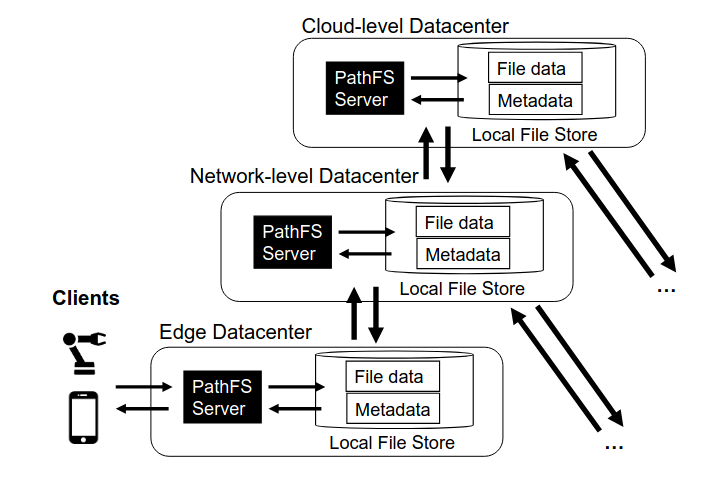 Cloud-level Datacenter
PathFS
Server
File data
Metadata
Local File Store
Network-level Datacenter
PathFS
Server
File data
Metadata
Local File Store
...
Clients
Edge Datacenter
PathFS
Server
File data
Metadata
Local File Store
...